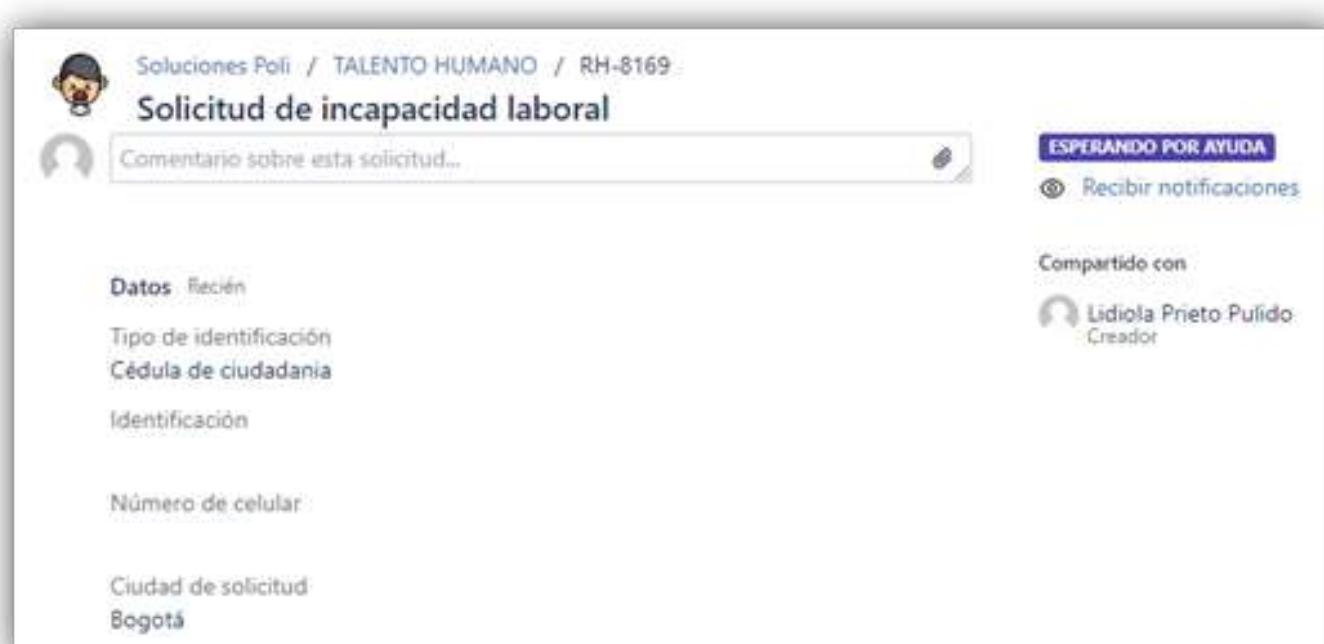 Soluciones Poli / TALENTO HUMANO / RH-8169
Solicitud de incapacidad laboral
Comentario sobre esta solicitud...
ESPERANDO POR AYUDA
Recibir notificaciones
Compartido con
Lidiola Prieto Pulido
Creador
Datos Recién
Tipo de identificación
Cédula de ciudadania
Identificación
Número de celular
Ciudad de solicitud
Bogotá